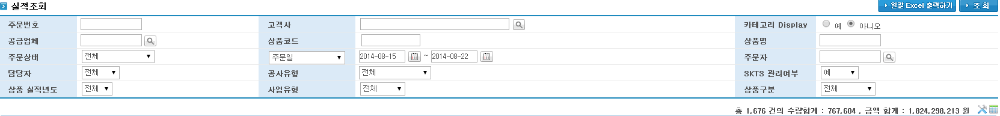 실적조회 일괄 Excel 출력하기 조 회
주문번호 고객사 카테고리 Display 예 아니오
공급업체 상품코드 상품명
주문상태 전체 주문일 2014-08-15 ~ 2014-08-22 주문자
담당자 전체 공사유형 전체 SKTS 관리여부 예
상품 실적년도 전체 사업유형 전체 상품구분 전체
총 1,676 건의 수량합계 : 767,604 , 금액 합계 : 1,824,298,213 원